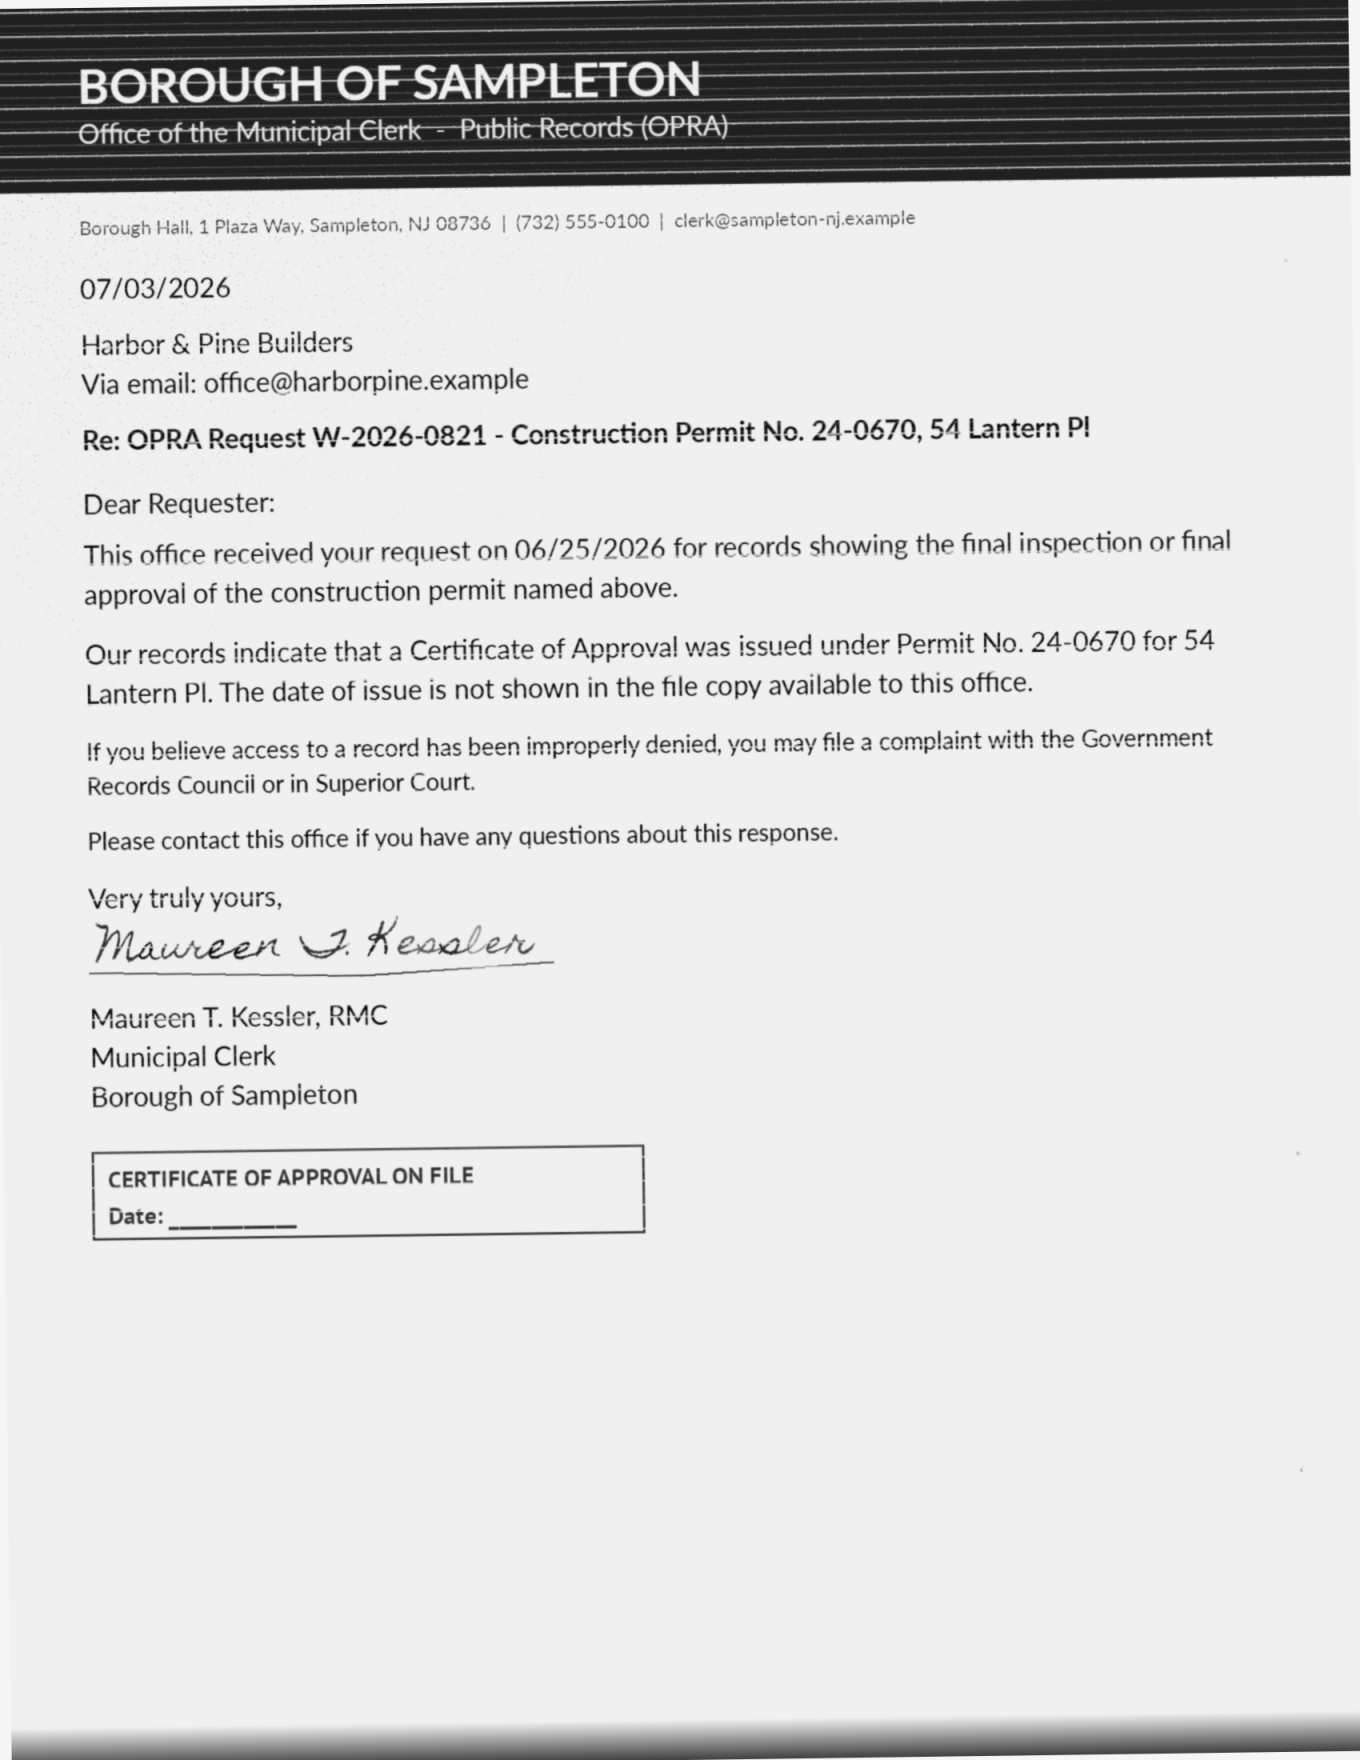 BOROUGH OF SAMPLETON
Office of the Municipal Clerk - Public Records (OPRA)
Borough Hall, 1 Plaza Way, Sampleton, NJ 08736 | (732) 555-0100 | clerk@sampleton-nj.example
07/03/2026
Harbor & Pine Builders
Via email: office@harborpine.example
Re: OPRA Request W-2026-0821 - Construction Permit No. 24-0670, 54 Lantern Pl
Dear Requester:
This office received your request on 06/25/2026 for records showing the final inspection or final
approval of the construction permit named above.
Our records indicate that a Certificate of Approval was issued under Permit No. 24-0670 for 54
Lantern Pl. The date of issue is not shown in the file copy available to this office.
If you believe access to a record has been improperly denied, you may file a complaint with the Government
Records Council or in Superior Court.
Please contact this office if you have any questions about this response.
Very truly yours,
Maureen T. Kessler
Maureen T. Kessler, RMC
Municipal Clerk
Borough of Sampleton
CERTIFICATE OF APPROVAL ON FILE
Date: ____________